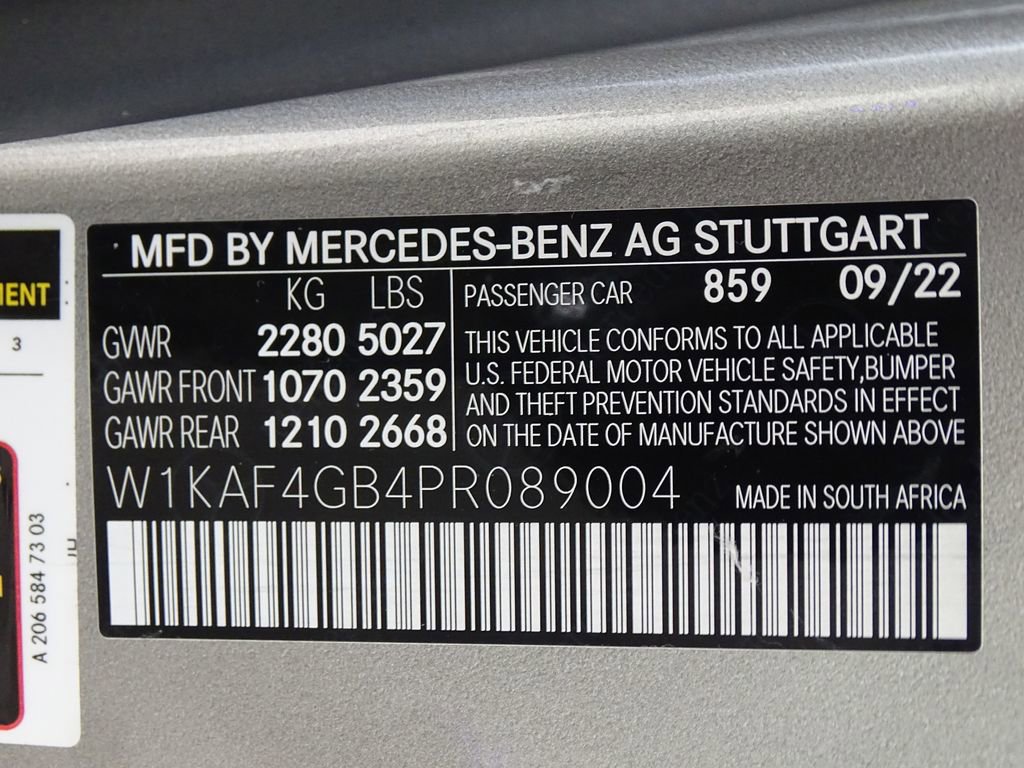 MFD BY MERCEDES-BENZ AG STUTTGART
KG LBS
GVWR 2280 5027
GAWR FRONT 1070 2359
GAWR REAR 1210 2668
PASSENGER CAR 859 09/22
THIS VEHICLE CONFORMS TO ALL APPLICABLE
U.S. FEDERAL MOTOR VEHICLE SAFETY, BUMPER
AND THEFT PREVENTION STANDARDS IN EFFECT
ON THE DATE OF MANUFACTURE SHOWN ABOVE
W1KAF4GB4PR089004
MADE IN SOUTH AFRICA
3
A 206 584 73 03